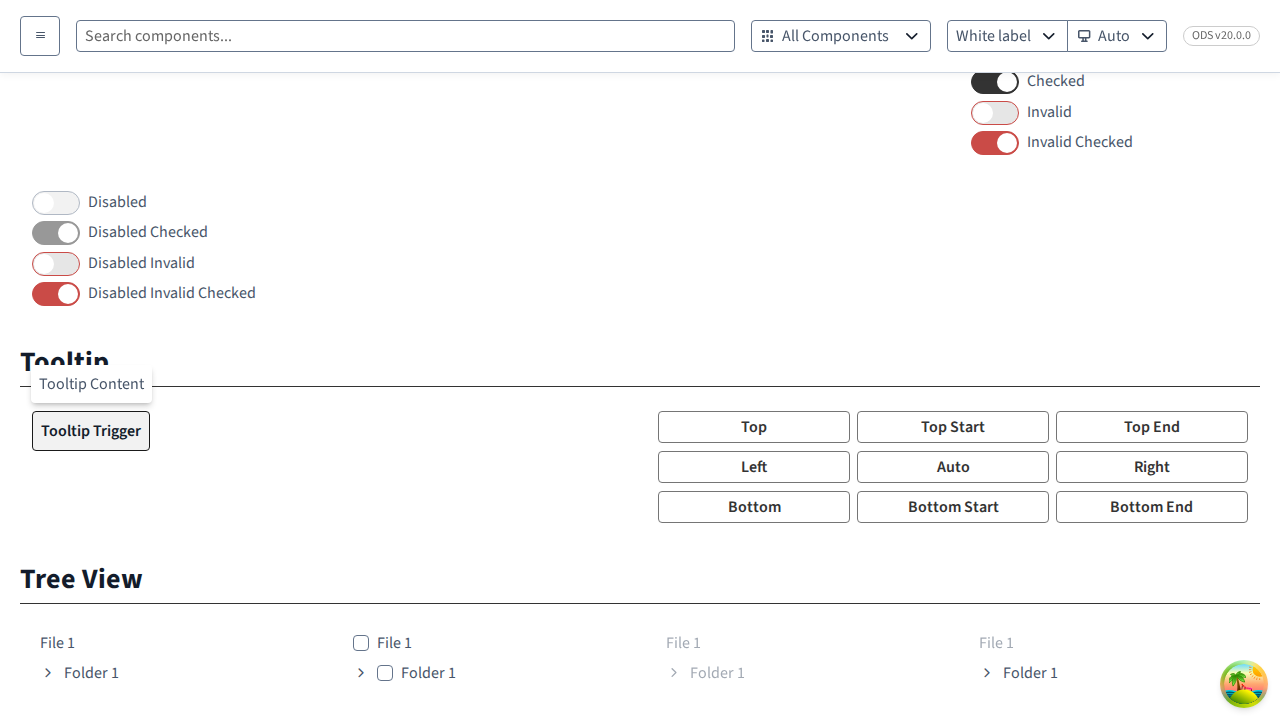 Search components...
All Components
White label
Auto
ODS v20.0.0
Checked
Invalid
Invalid Checked
Disabled
Disabled Checked
Disabled Invalid
Disabled Invalid Checked
Tooltip
Tooltip Content
Tooltip Trigger
Top
Top Start
Top End
Left
Auto
Right
Bottom
Bottom Start
Bottom End
Tree View
File 1
File 1
File 1
File 1
Folder 1
Folder 1
Folder 1
Folder 1